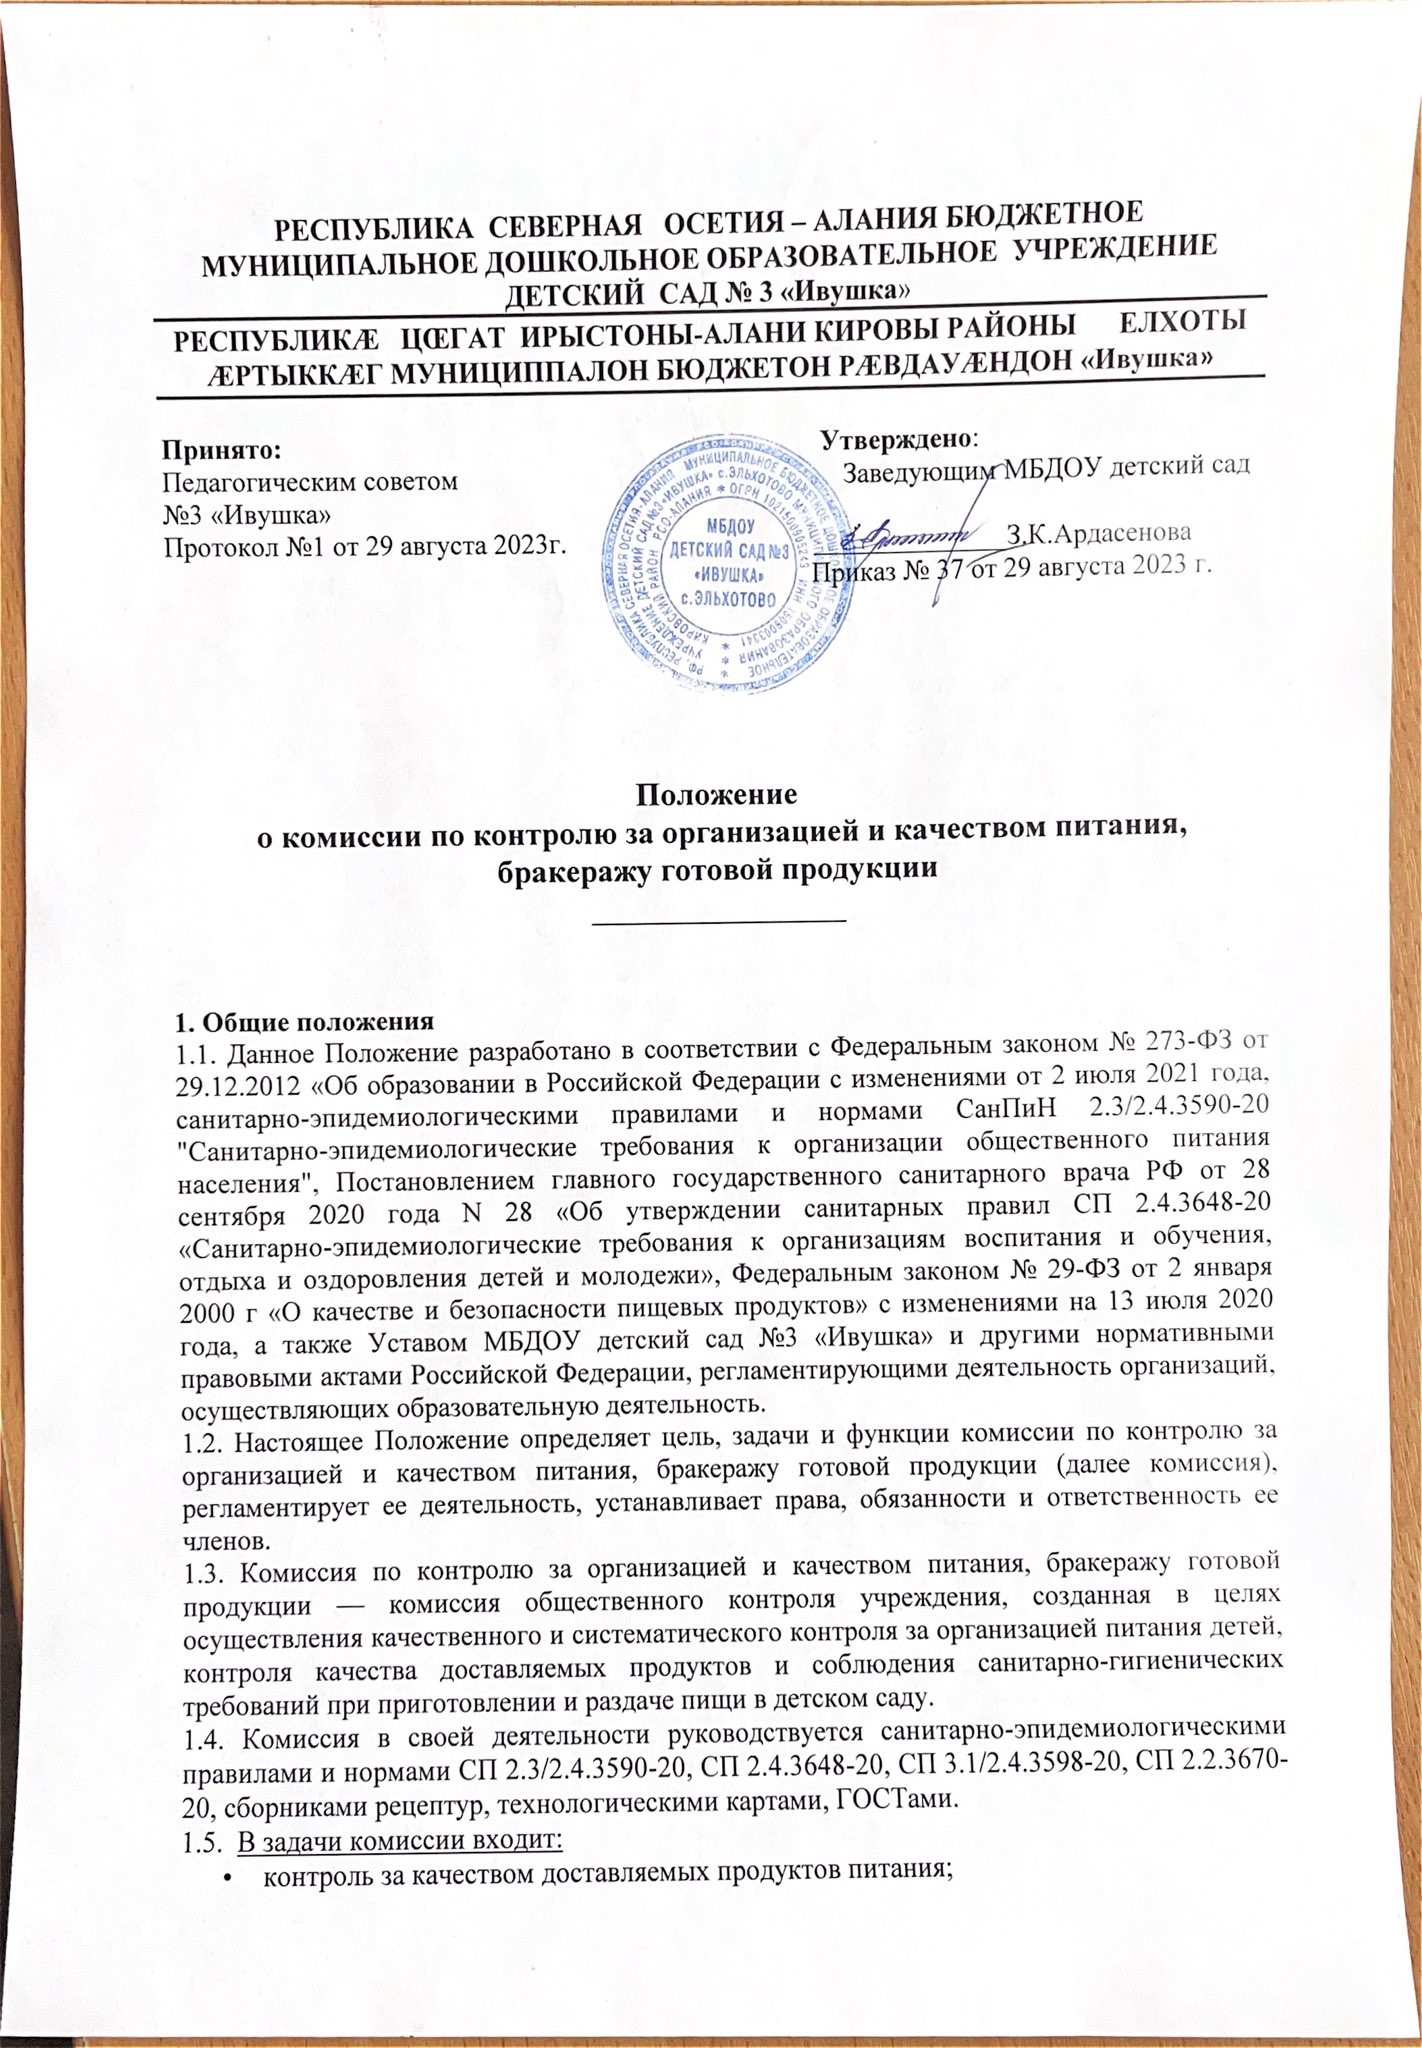 РЕСПУБЛИКА СЕВЕРНАЯ ОСЕТИЯ – АЛАНИЯ БЮДЖЕТНОЕ
МУНИЦИПАЛЬНОЕ ДОШКОЛЬНОЕ ОБРАЗОВАТЕЛЬНОЕ УЧРЕЖДЕНИЕ
ДЕТСКИЙ САД № 3 «Ивушка»
РЕСПУБЛИКÆ ЦŒГАТ ИРЫСТОНЫ-АЛАНИ КИРОВЫ РАЙОНЫ ЕЛХОТЫ
ÆРТЫККÆГ МУНИЦИППАЛОН БЮДЖЕТОН РÆВДАУÆНДОН «Ивушка»
Принято:
Педагогическим советом
№3 «Ивушка»
Протокол №1 от 29 августа 2023г.
МБДОУ
ДЕТСКИЙ САД №3
«ИВУШКА»
с.ЭЛЬХОТОВО
Утверждено:
Заведующим МБДОУ детский сад
З.К.Ардасенова
Приказ № 37 от 29 августа 2023 г.
Положение
о комиссии по контролю за организацией и качеством питания,
бракеражу готовой продукции
1. Общие положения
1.1. Данное Положение разработано в соответствии с Федеральным законом № 273-ФЗ от
29.12.2012 «Об образовании в Российской Федерации с изменениями от 2 июля 2021 года,
санитарно-эпидемиологическими правилами и нормами СанПиН 2.3/2.4.3590-20
"Санитарно-эпидемиологические требования к организации общественного питания
населения", Постановлением главного государственного санитарного врача РФ от 28
сентября 2020 года N 28 «Об утверждении санитарных правил СП 2.4.3648-20
«Санитарно-эпидемиологические требования к организациям воспитания и обучения,
отдыха и оздоровления детей и молодежи», Федеральным законом № 29-ФЗ от 2 января
2000 г «О качестве и безопасности пищевых продуктов» с изменениями на 13 июля 2020
года, а также Уставом МБДОУ детский сад №3 «Ивушка» и другими нормативными
правовыми актами Российской Федерации, регламентирующими деятельность организаций,
осуществляющих образовательную деятельность.
1.2. Настоящее Положение определяет цель, задачи и функции комиссии по контролю за
организацией и качеством питания, бракеражу готовой продукции (далее комиссия),
регламентирует ее деятельность, устанавливает права, обязанности и ответственность ее
членов.
1.3. Комиссия по контролю за организацией и качеством питания, бракеражу готовой
продукции — комиссия общественного контроля учреждения, созданная в целях
осуществления качественного и систематического контроля за организацией питания детей,
контроля качества доставляемых продуктов и соблюдения санитарно-гигиенических
требований при приготовлении и раздаче пищи в детском саду.
1.4. Комиссия в своей деятельности руководствуется санитарно-эпидемиологическими
правилами и нормами СП 2.3/2.4.3590-20, СП 2.4.3648-20, СП 3.1/2.4.3598-20, СП 2.2.3670-
20, сборниками рецептур, технологическими картами, ГОСТами.
1.5. В задачи комиссии входит:
• контроль за качеством доставляемых продуктов питания;